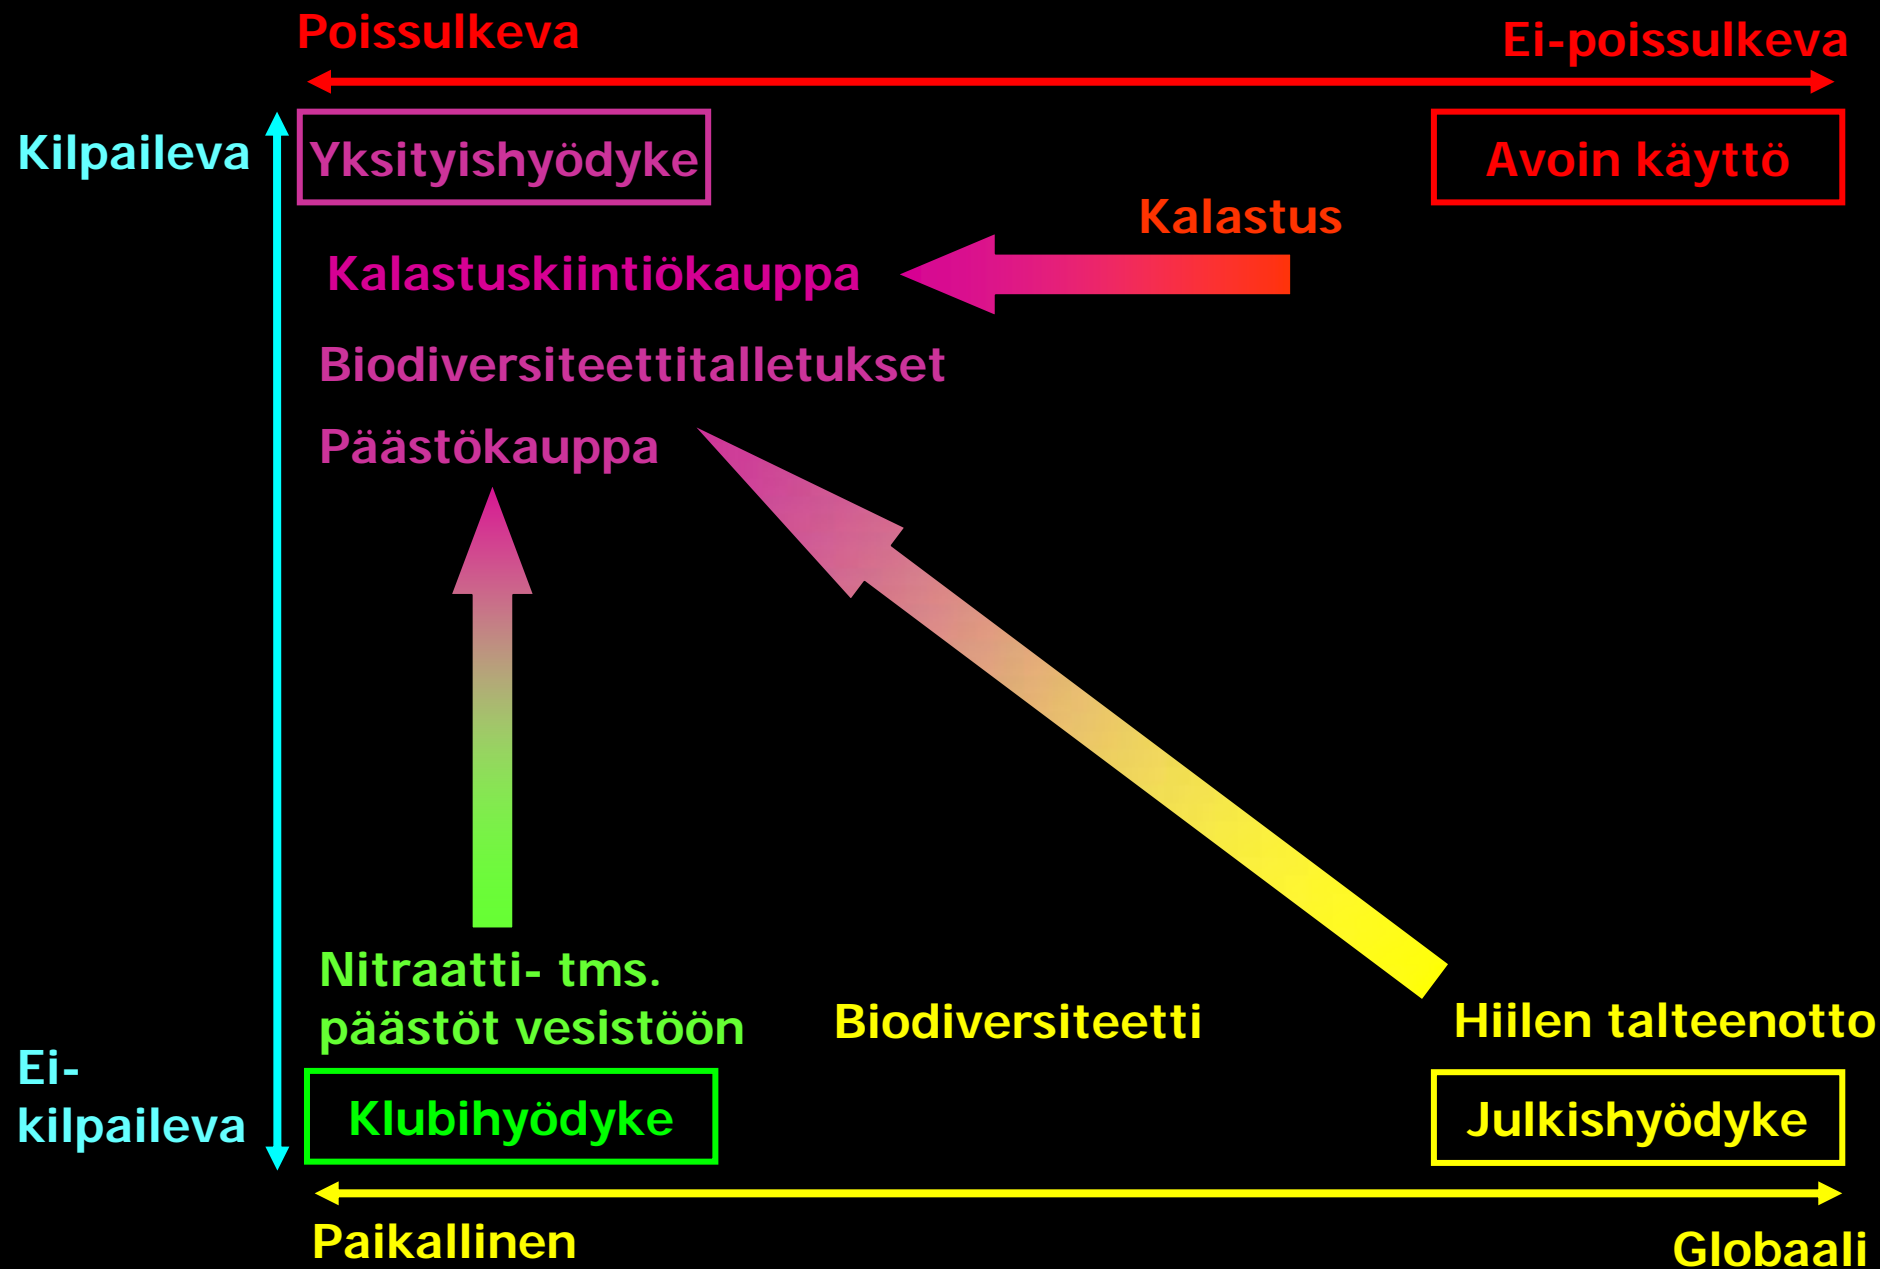 Poissulkeva
Ei-poissulkeva
Kilpaileva
Yksityishyödyke
Avoin käyttö
Kalastus
Kalastuskiintiökauppa
Biodiversiteettitalletukset
Päästökauppa
Nitraatti- tms.
päästöt vesistöön
Biodiversiteetti
Hiilen talteenotto
Ei-
kilpaileva
Klubihyödyke
Julkishyödyke
Paikallinen
Globaali